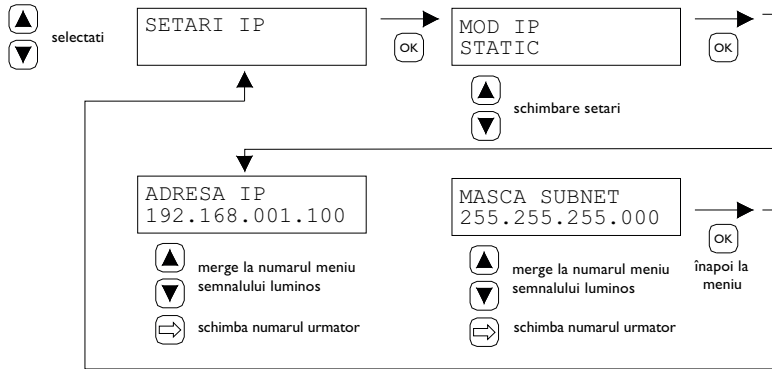 selectati
SETARI IP
OK
MOD IP
STATIC
OK
schimbare setari
ADRESA IP
192.168.001.100
merge la numarul meniu
semnalului luminos
schimba numarul urmator
MASCA SUBNET
255.255.255.000
merge la numarul meniu
semnalului luminos
schimba numarul urmator
OK
înapoi la
meniu